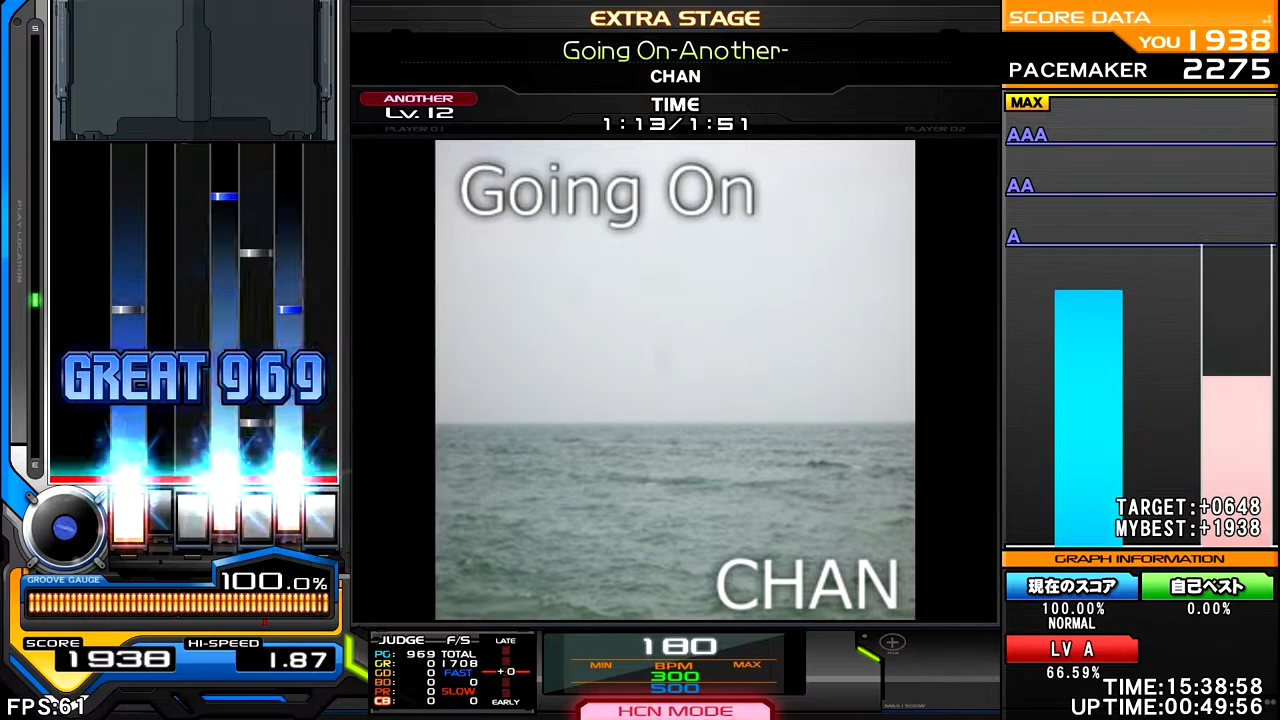 EXTRA STAGE
Going On-Another-
CHAN
ANOTHER
Lv.12
TIME
1:13/1:51
PLAYER 01
PLAYER 02
SCORE DATA
YOU 1938
PACEMAKER 2275
MAX
AAA
AA
A
S
PLAY LOCATION
E
GREAT 969
Going On
CHAN
TARGET:+0648
MYBEST:+1938
GRAPH INFORMATION
現在のスコア
自己ベスト
100.00%
0.00%
NORMAL
LV A
66.59%
GROOVE GAUGE
100.0%
SCORE
1938
HI-SPEED
1.87
JUDGE F/S
LATE
PG: 969 TOTAL
GR: 0 1708
GD: 0 FAST
BD: 0 0
PR: 0 SLOW
CB: 0 0
+0
EARLY
180
MIN
BPM
MAX
300
500
HCN MODE
TIME:15:38:58
UP TIME:00:49:56
FPS:61